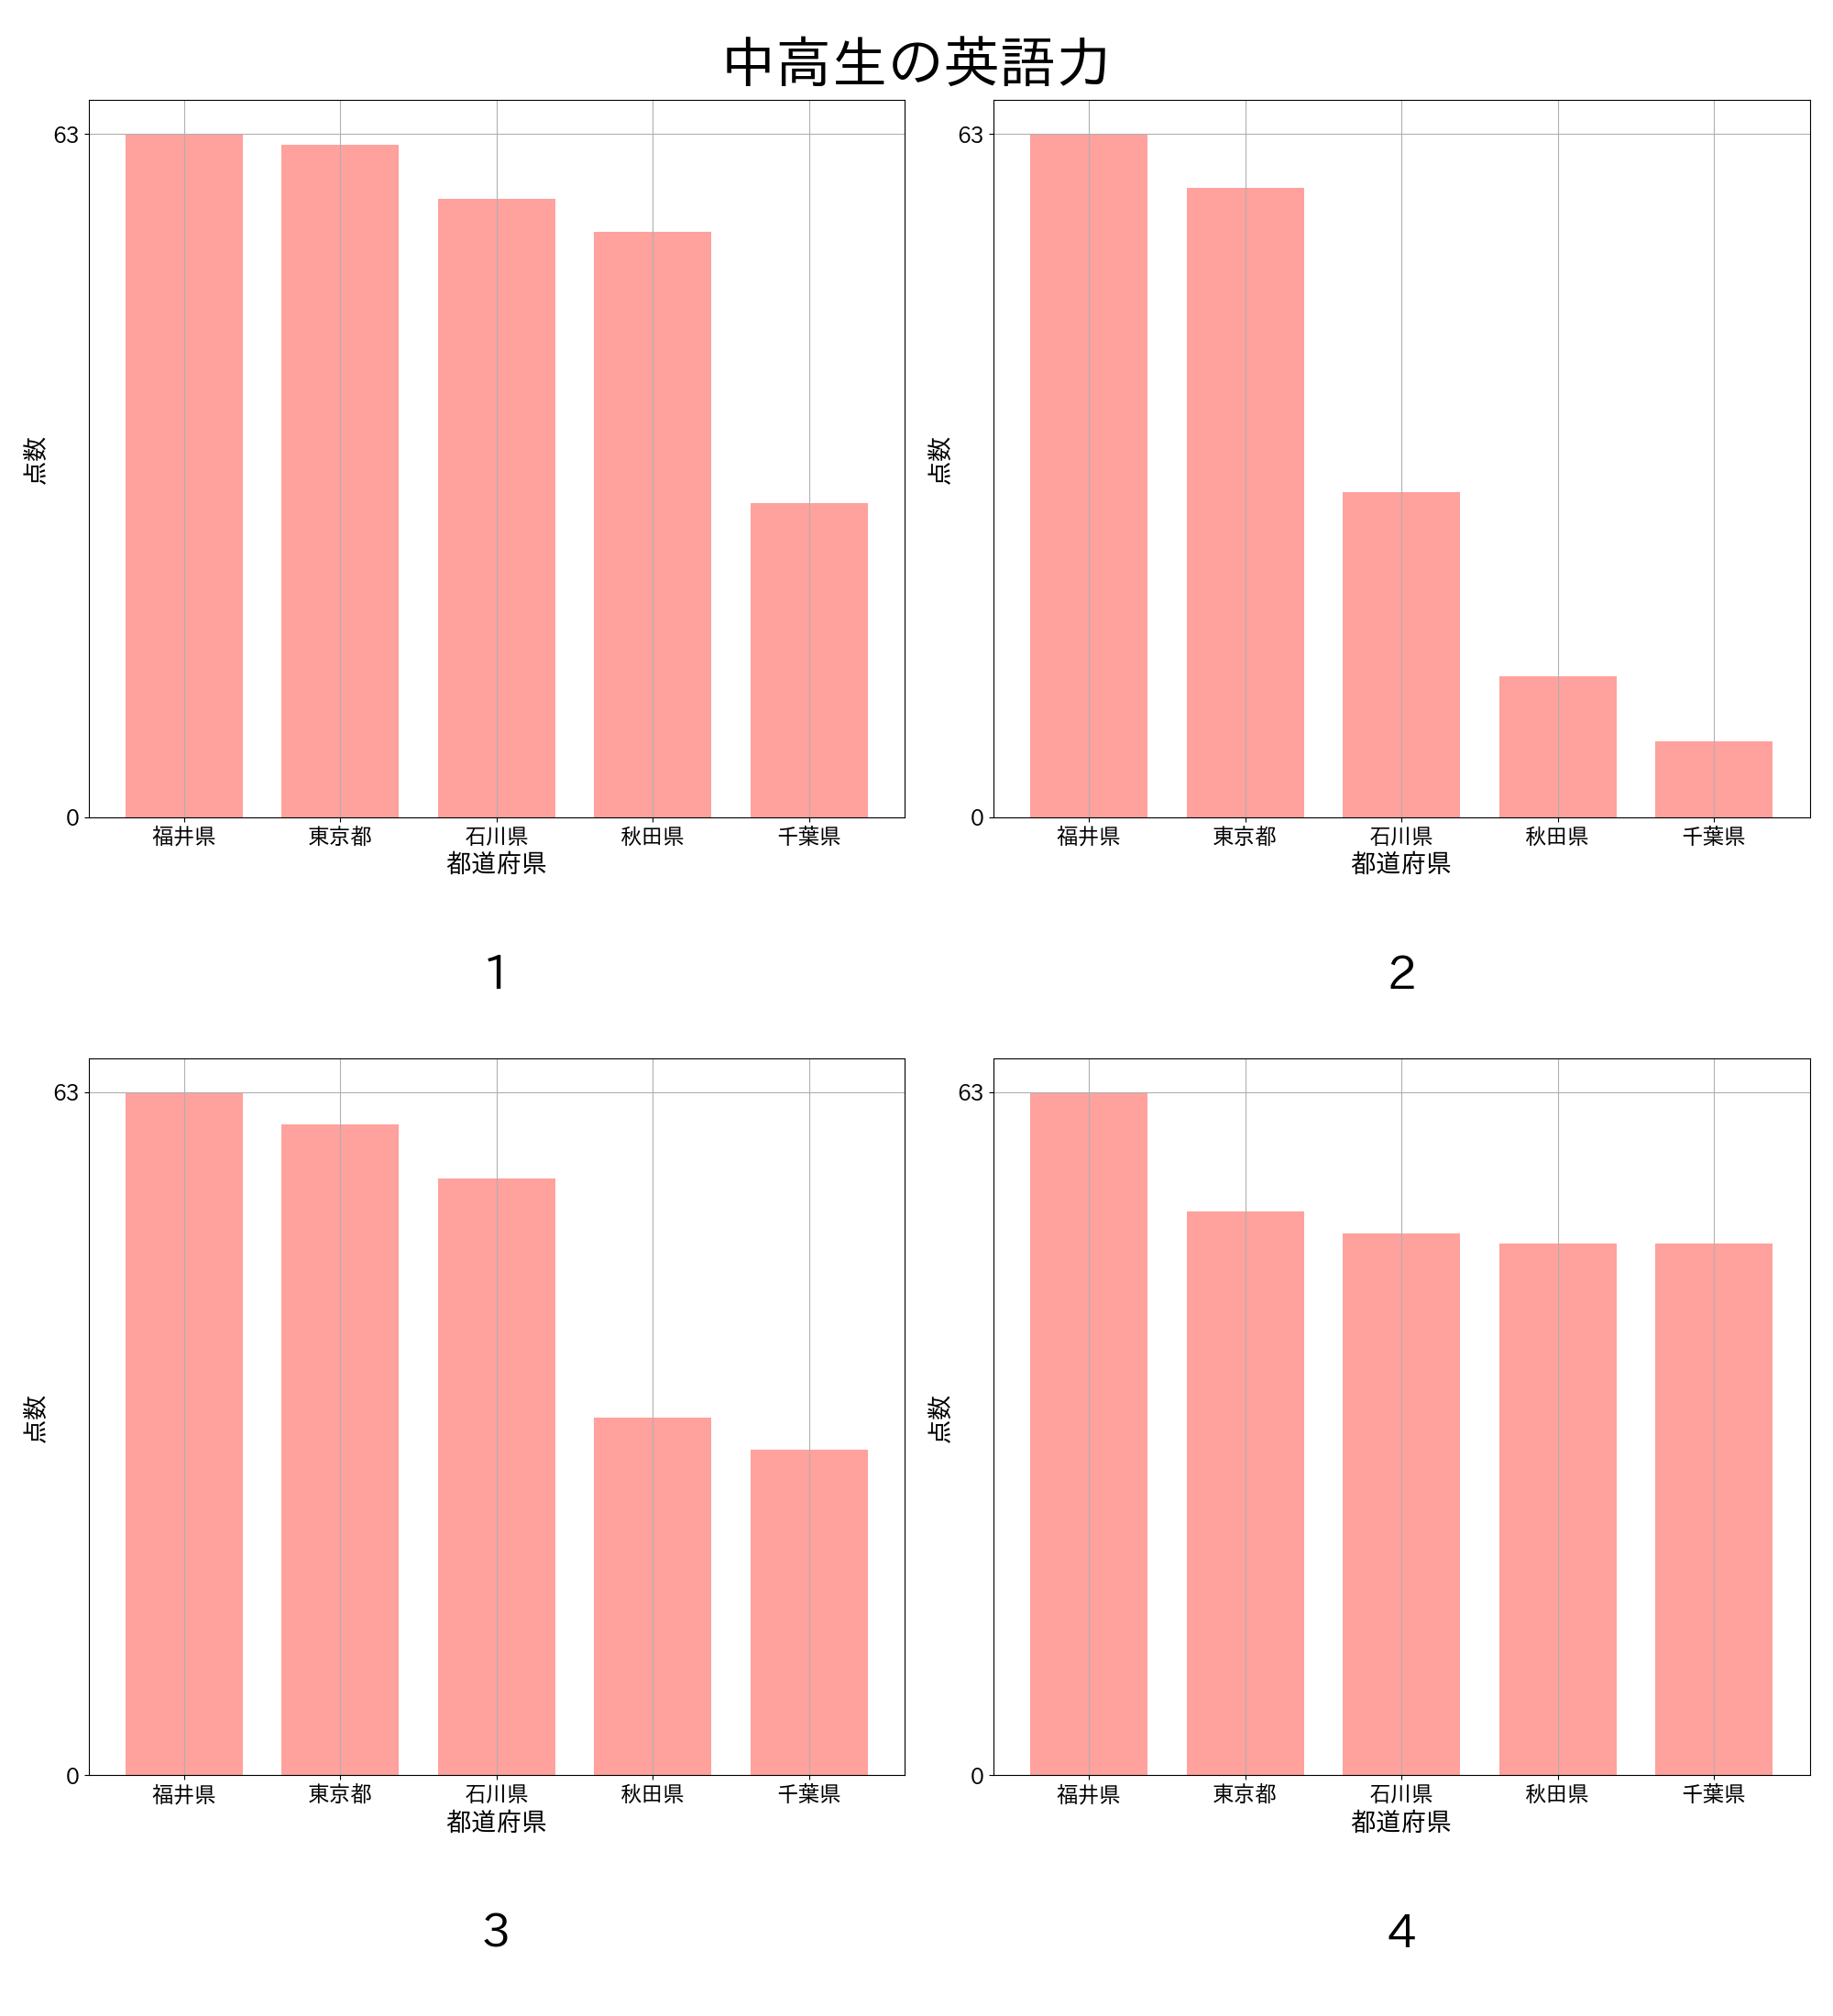 中高生の英語力
63
0
点数
福井県 東京都 石川県 秋田県 千葉県
都道府県
1
63
0
点数
福井県 東京都 石川県 秋田県 千葉県
都道府県
2
63
0
点数
福井県 東京都 石川県 秋田県 千葉県
都道府県
3
63
0
点数
福井県 東京都 石川県 秋田県 千葉県
都道府県
4